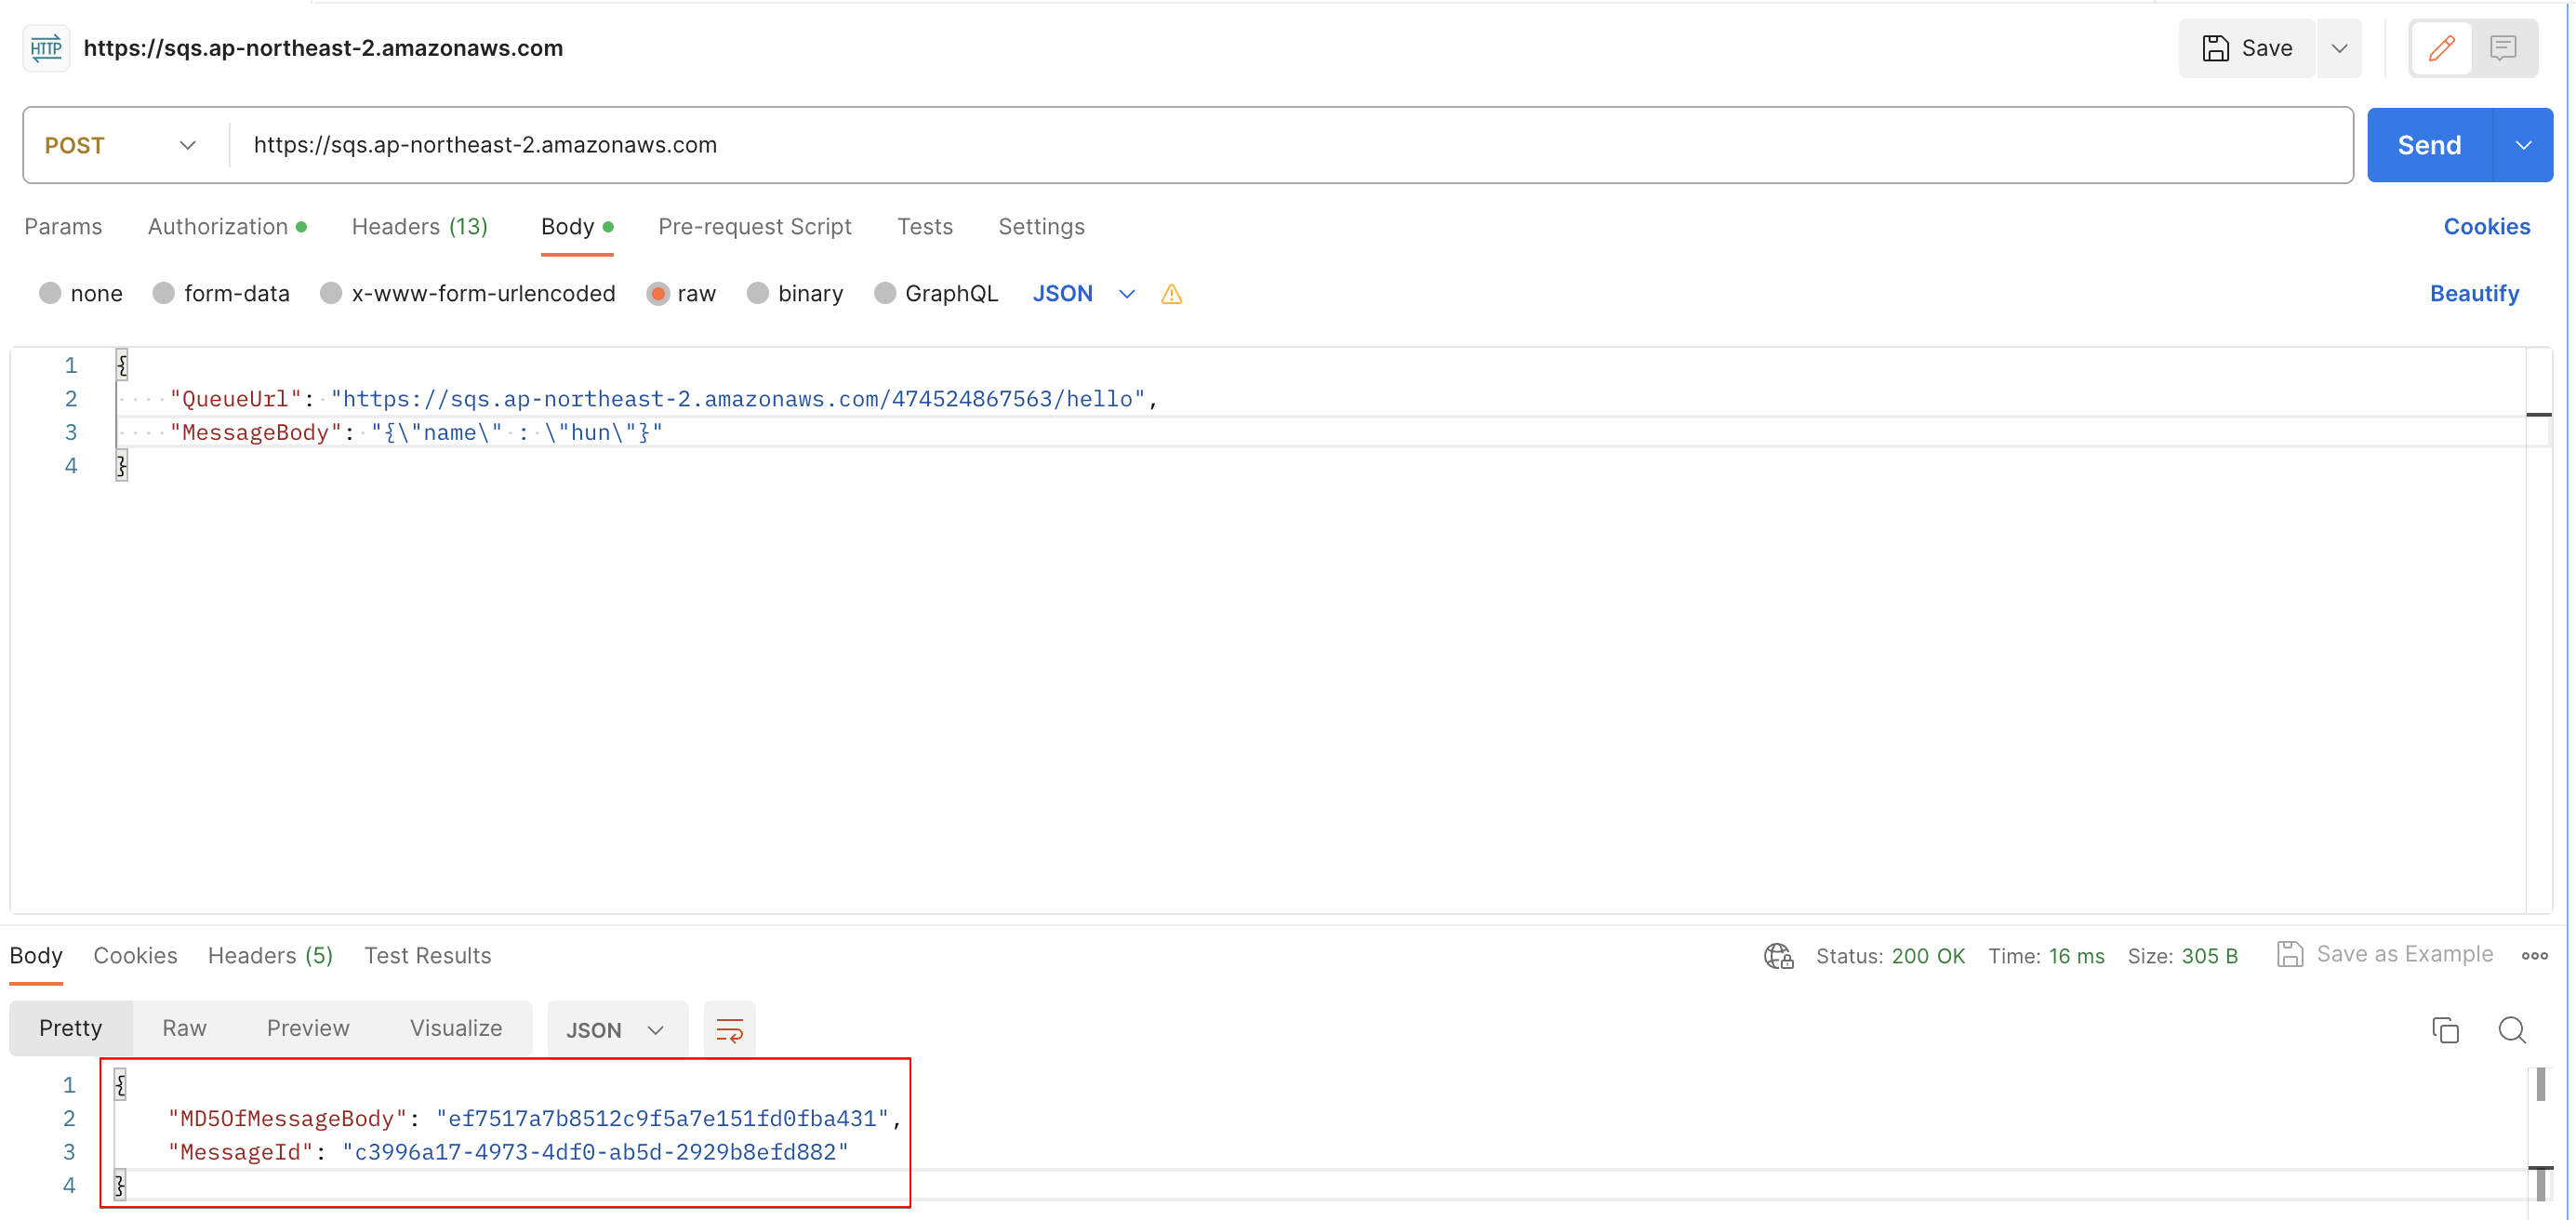 HTTP https://sqs.ap-northeast-2.amazonaws.com Save
POST https://sqs.ap-northeast-2.amazonaws.com Send
Params Authorization Headers (13) Body Pre-request Script Tests Settings Cookies
none form-data x-www-form-urlencoded raw binary GraphQL JSON Beautify
1 {
2 "QueueUrl": "https://sqs.ap-northeast-2.amazonaws.com/474524867563/hello",
3 "MessageBody": "{\"name\" : \"hun\"}"
4 }
Body Cookies Headers (5) Test Results Status: 200 OK Time: 16 ms Size: 305 B Save as Example
Pretty Raw Preview Visualize JSON
1 {
2 "MD5OfMessageBody": "ef7517a7b8512c9f5a7e151fd0fba431",
3 "MessageId": "c3996a17-4973-4df0-ab5d-2929b8efd882"
4 }